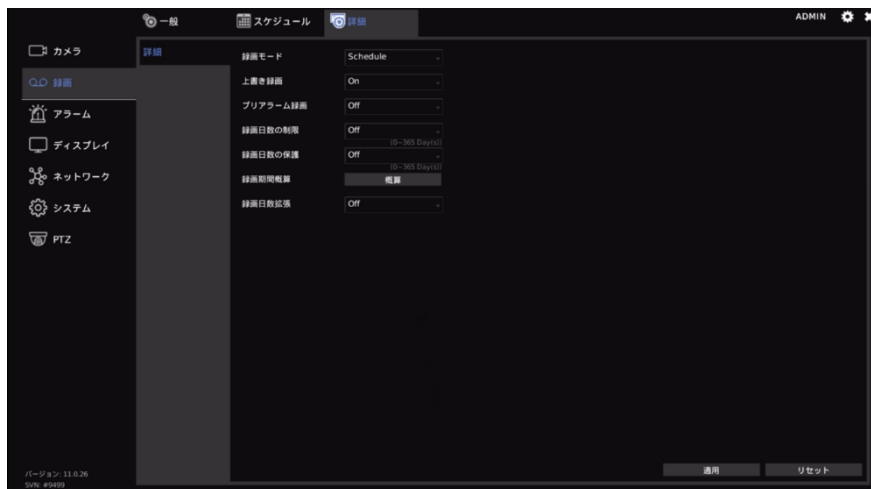 一般
スケジュール
詳細
ADMIN
カメラ
録画
アラーム
ディスプレイ
ネットワーク
システム
PTZ
詳細
録画モード
Schedule
上書き録画
On
プリアラーム録画
Off
録画日数の制限
Off
(0~365 Day(s))
録画日数の保護
Off
(0~365 Day(s))
録画期間概算
概算
録画日数拡張
Off
適用
リセット
バージョン: 11.0.26
SVN: #9499